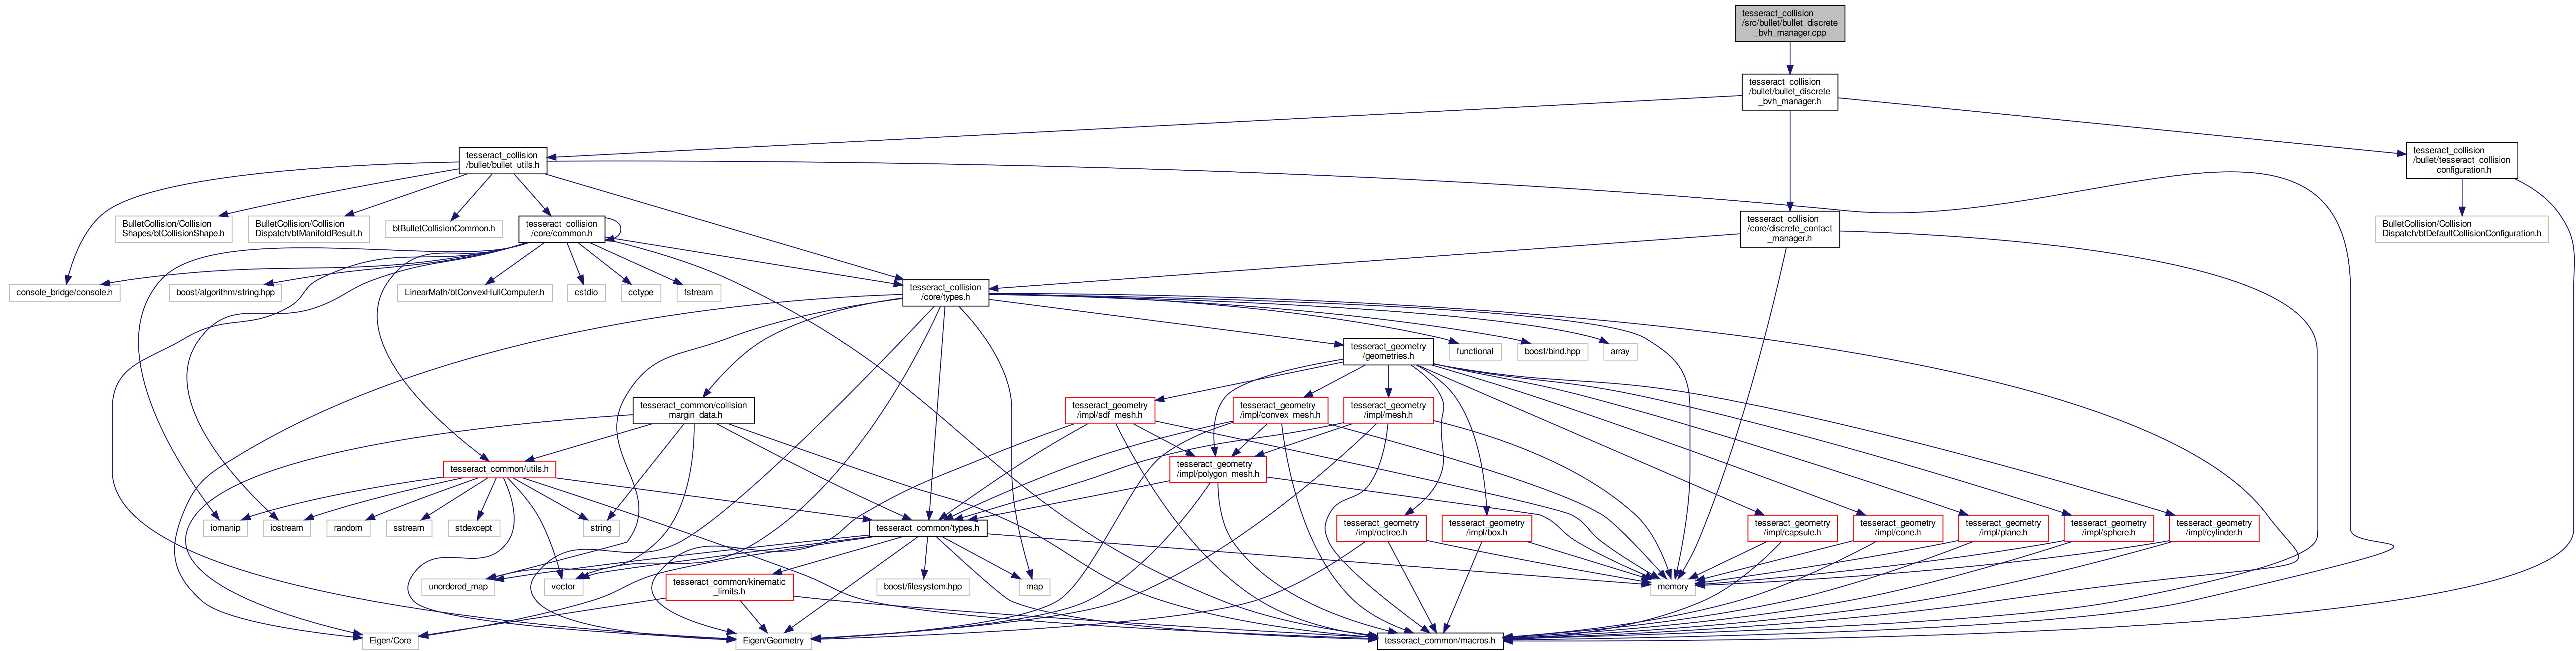 tesseract_collision
/src/bullet/bullet_discrete
_bvh_manager.cpp
tesseract_collision
/bullet/bullet_discrete
_bvh_manager.h
tesseract_collision
/bullet/bullet_utils.h
tesseract_collision
/bullet/tesseract_collision
_configuration.h
BulletCollision/Collision
Shapes/btCollisionShape.h
BulletCollision/Collision
Dispatch/btManifoldResult.h
btBulletCollisionCommon.h
tesseract_collision
/core/common.h
tesseract_collision
/core/discrete_contact
_manager.h
BulletCollision/Collision
Dispatch/btDefaultCollisionConfiguration.h
console_bridge/console.h
boost/algorithm/string.hpp
LinearMath/btConvexHullComputer.h
cstdio
cctype
fstream
tesseract_collision
/core/types.h
tesseract_geometry
/geometries.h
functional
boost/bind.hpp
array
tesseract_common/collision
_margin_data.h
tesseract_geometry
/impl/sdf_mesh.h
tesseract_geometry
/impl/convex_mesh.h
tesseract_geometry
/impl/mesh.h
tesseract_common/utils.h
tesseract_geometry
/impl/polygon_mesh.h
iomanip
iostream
random
sstream
stdexcept
string
tesseract_common/types.h
tesseract_geometry
/impl/octree.h
tesseract_geometry
/impl/box.h
tesseract_geometry
/impl/capsule.h
tesseract_geometry
/impl/cone.h
tesseract_geometry
/impl/plane.h
tesseract_geometry
/impl/sphere.h
tesseract_geometry
/impl/cylinder.h
unordered_map
vector
tesseract_common/kinematic
_limits.h
boost/filesystem.hpp
map
memory
Eigen/Core
Eigen/Geometry
tesseract_common/macros.h